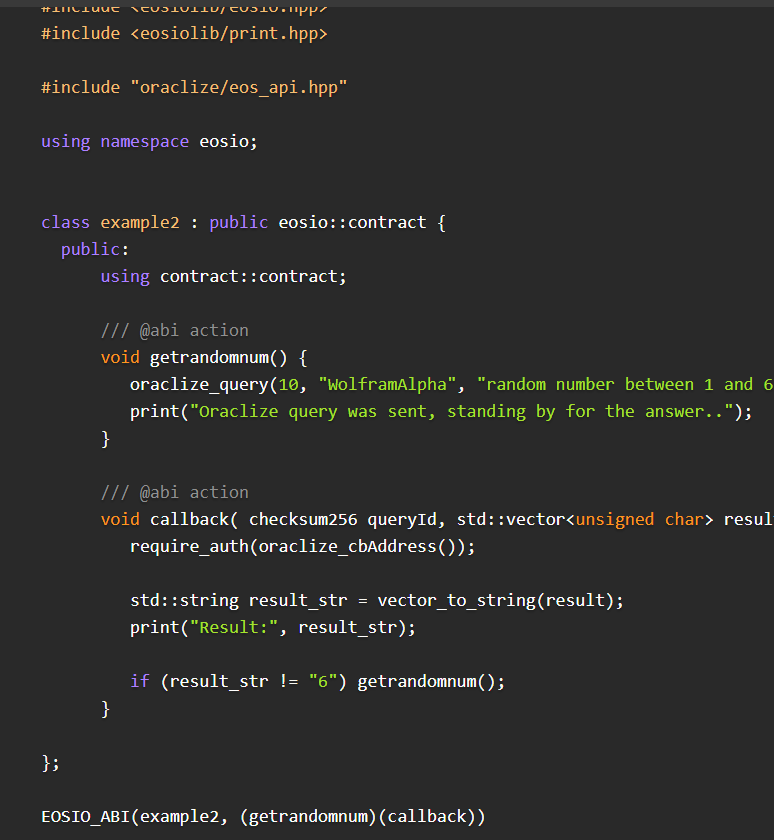 #include <eosiolib/eosio.hpp>
#include <eosiolib/print.hpp>
#include "oraclize/eos_api.hpp"
using namespace eosio;
class example2 : public eosio::contract {
public:
using contract::contract;
/// @abi action
void getrandomnum() {
oraclize_query(10, "WolframAlpha", "random number between 1 and 6
print("Oraclize query was sent, standing by for the answer..");
}
/// @abi action
void callback( checksum256 queryId, std::vector<unsigned char> resul
require_auth(oraclize_cbAddress());
std::string result_str = vector_to_string(result);
print("Result:", result_str);
if (result_str != "6") getrandomnum();
}
};
EOSIO_ABI(example2, (getrandomnum)(callback))